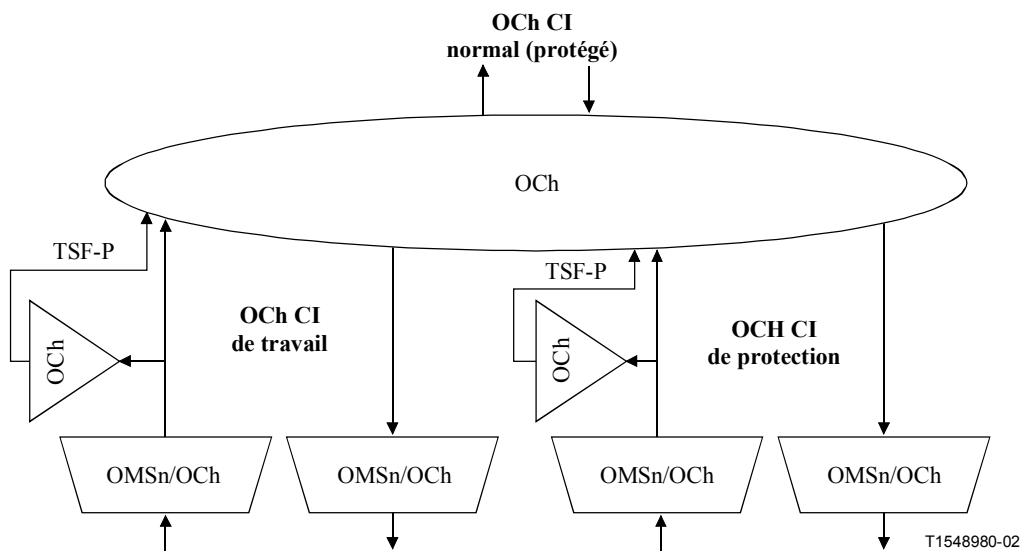 OCh CI
normal (protégé)
OCh
TSF-P
TSF-P
OCh CI
de travail
OCH CI
de protection
OCh
OCh
OMSn/OCh
OMSn/OCh
OMSn/OCh
OMSn/OCh
T1548980-02